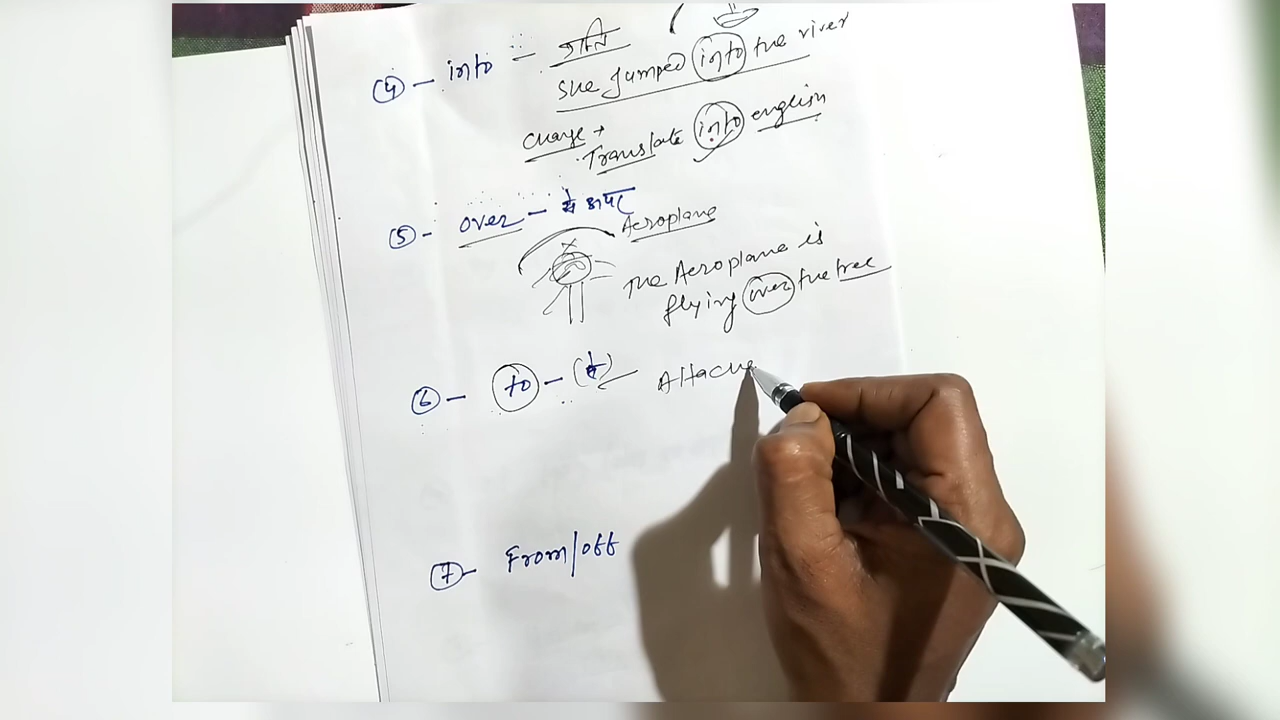 ④ - into -
She Jumped into the river
Change →
Translate into english
⑤ - over - के ऊपर
Aeroplane
The Aeroplane is
flying over the tree
⑥ - to - ( ) Attache
⑦ - From/off